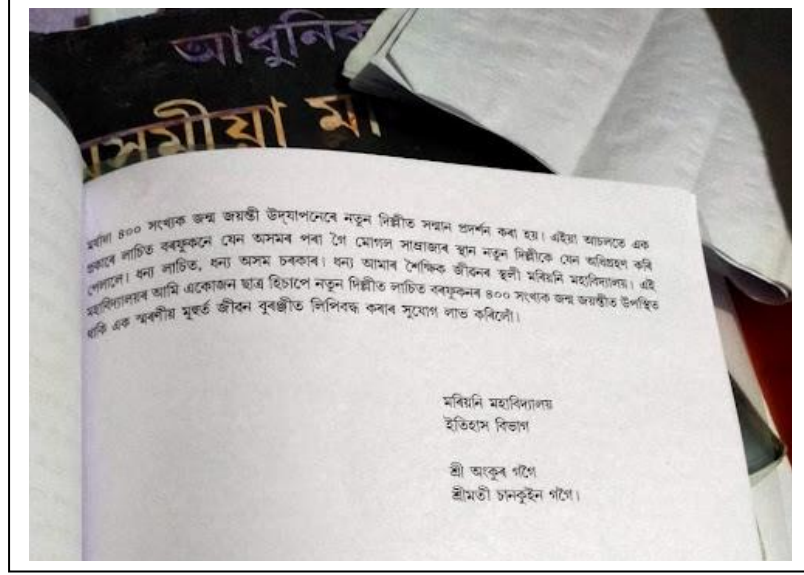 আধুনিক
অসমীয়া মা
মৰ্যাদা ৪০০ সংখ্যক জন্ম জয়ন্তী উদ্‌যাপনেৰে নতুন দিল্লীত সন্মান প্ৰদৰ্শন কৰা হয়। এইয়া আচলতে এক
প্ৰকাৰে লাচিত বৰফুকনে যেন অসমৰ পৰা গৈ মোগল সাম্ৰাজ্যৰ স্থান নতুন দিল্লীকে যেন অধিগ্ৰহণ কৰি
পেলালে। ধন্য লাচিত, ধন্য অসম চৰকাৰ। ধন্য আমাৰ শৈক্ষিক জীৱনৰ স্থলী মৰিয়নি মহাবিদ্যালয়। এই
মহাবিদ্যালয়ৰ আমি একোজন ছাত্ৰ হিচাপে নতুন দিল্লীত লাচিত বৰফুকনৰ ৪০০ সংখ্যক জন্ম জয়ন্তীত উপস্থিত
থাকি এক স্মৰণীয় মূহুৰ্ত জীৱন বুৰঞ্জীত লিপিবদ্ধ কৰাৰ সুযোগ লাভ কৰিলোঁ।
মৰিয়নি মহাবিদ্যালয়
ইতিহাস বিভাগ
শ্ৰী অংকুৰ গগৈ
শ্ৰীমতী চানকুইন গগৈ।